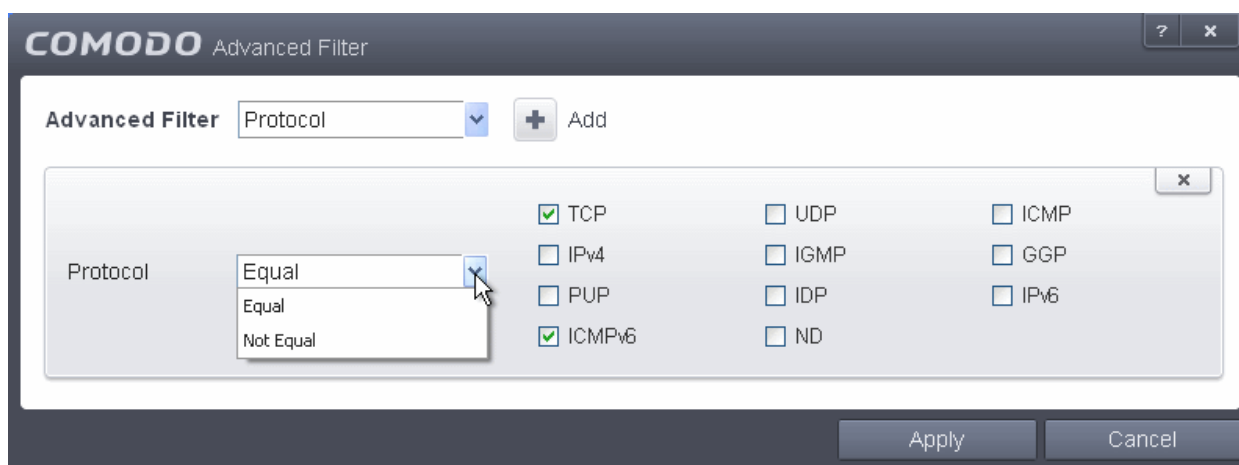 COMODO Advanced Filter ? x
Advanced Filter Protocol + Add
x
TCP UDP ICMP
IPv4 IGMP GGP
Protocol Equal
PUP IDP IPv6
Equal
ICMPv6 ND
Not Equal
Apply Cancel